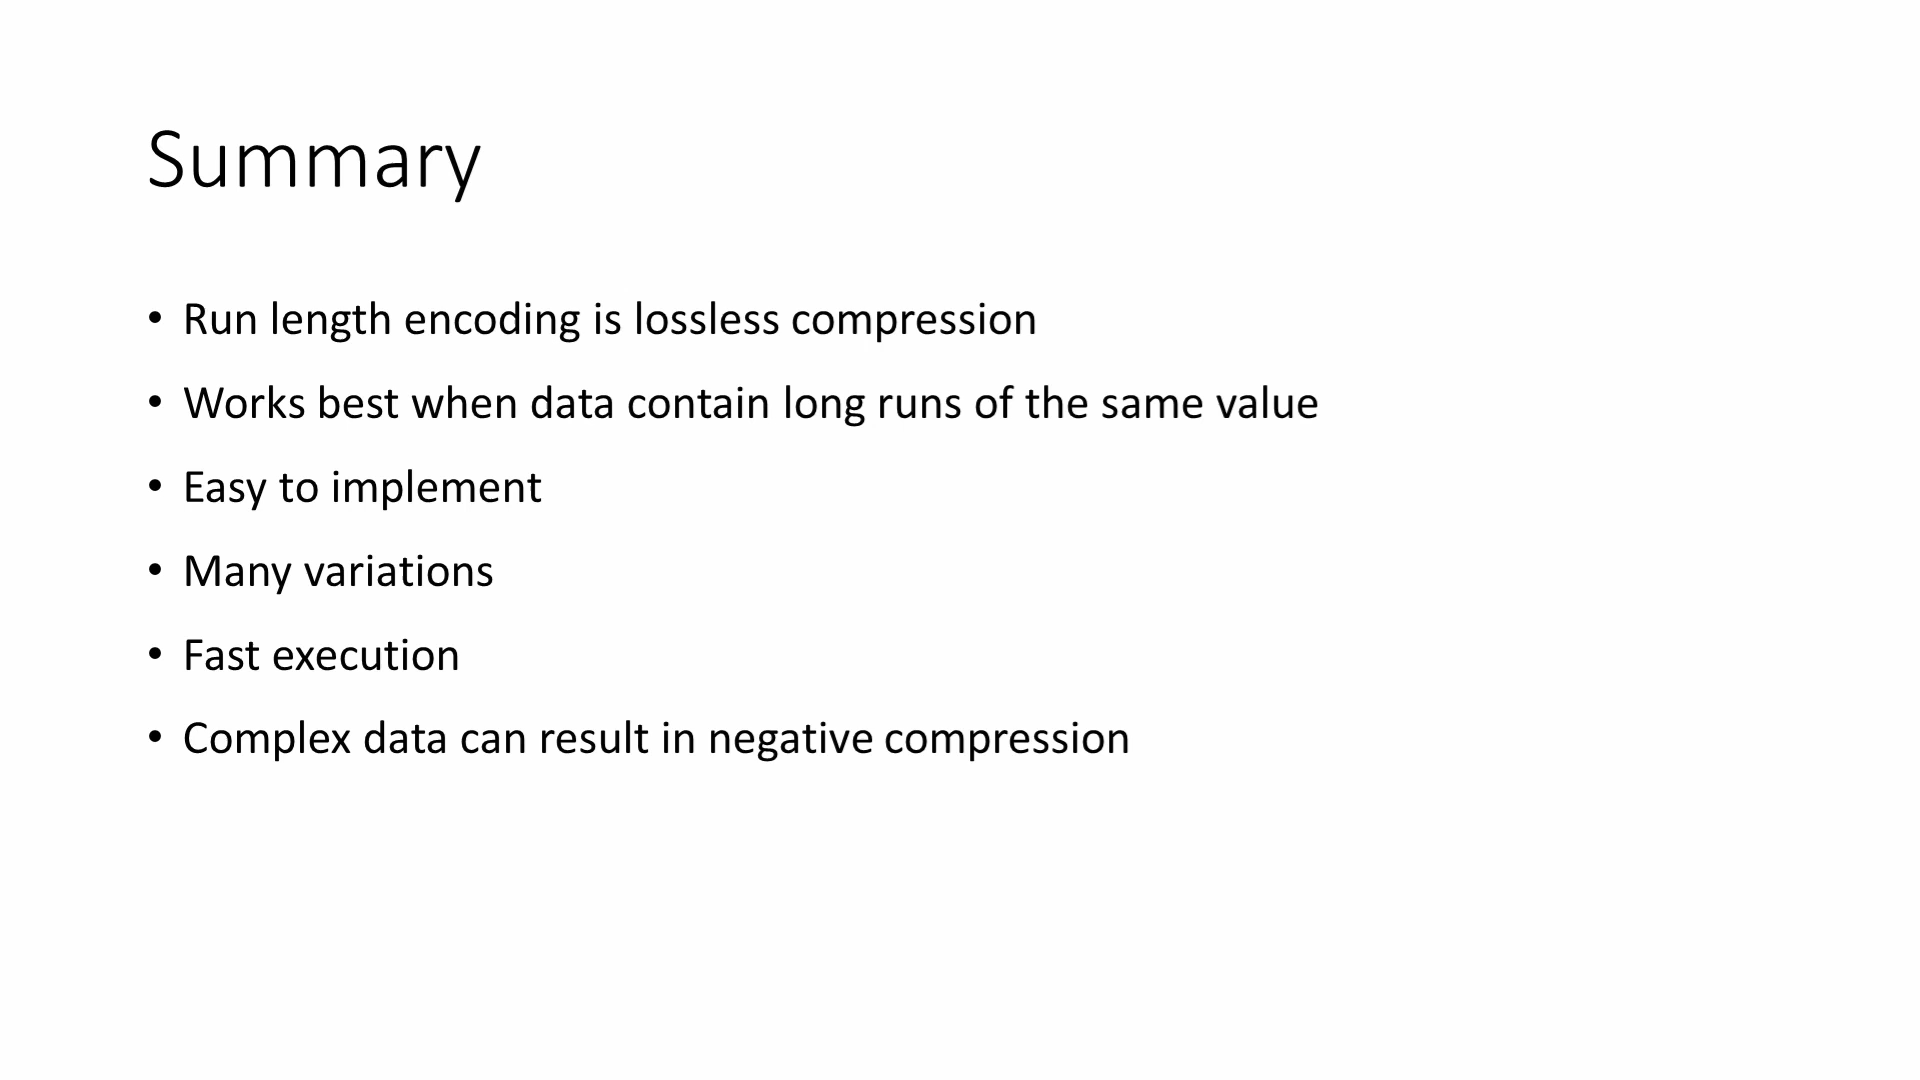 Summary
• Run length encoding is lossless compression
• Works best when data contain long runs of the same value
• Easy to implement
• Many variations
• Fast execution
• Complex data can result in negative compression